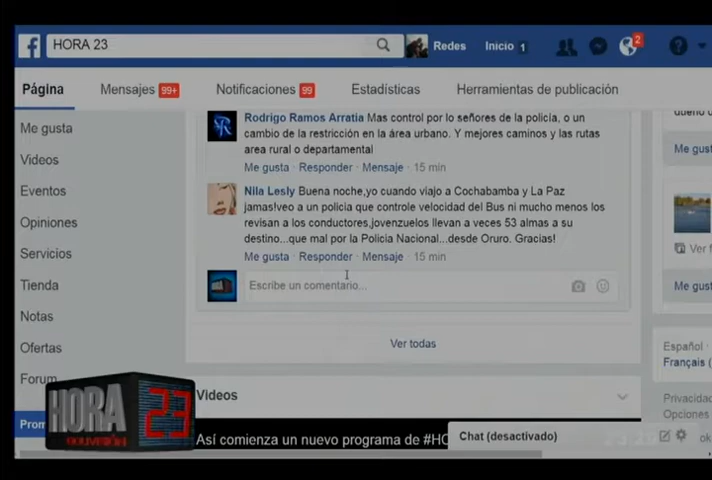 HORA 23
Redes
Inicio 1
2
Página
Mensajes 99+
Notificaciones 99
Estadísticas
Herramientas de publicación
Me gusta
Videos
Eventos
Opiniones
Servicios
Tienda
Notas
Ofertas
Forum
Prom
Rodrigo Ramos Arratia Mas control por lo señores de la policía, o un
cambio de la restricción en la área urbano. Y mejores caminos y las rutas
area rural o departamental
Me gusta · Responder · Mensaje · 15 min
Nila Lesly Buena noche,yo cuando viajo a Cochabamba y La Paz
jamas!veo a un policia que controle velocidad del Bus ni mucho menos los
revisan a los conductores,jovenzuelos llevan a veces 53 almas a su
destino...que mal por la Policia Nacional...desde Oruro. Gracias!
Me gusta · Responder · Mensaje · 15 min
Escribe un comentario...
Ver todas
Videos
Así comienza un nuevo programa de #HO
Chat (desactivado)
dueño d
Me gus
Ver f
Me gus
Español ·
Français (
Privacidad
Opciones
HORA 23